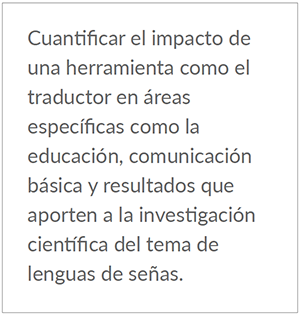 Cuantificar el impacto de
una herramienta como el
traductor en áreas
específicas como la
educación, comunicación
básica y resultados que
aporten a la investigación
científica del tema de
lenguas de señas.